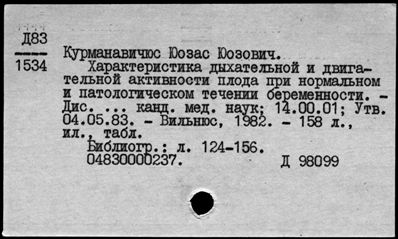 Д83
1534
Курманавичюс Юозас Юозович.
Характеристика дыхательной и двига-
тельной активности плода при нормальном
и патологическом течении беременности. -
Дис. ... канд. мед. наук; 14.00.01; Утв.
04.05.83. - Вильнюс, 1982. - 158 л.,
ил., табл.
Библиогр.: л. 124-156.
04830000237. Д 98099